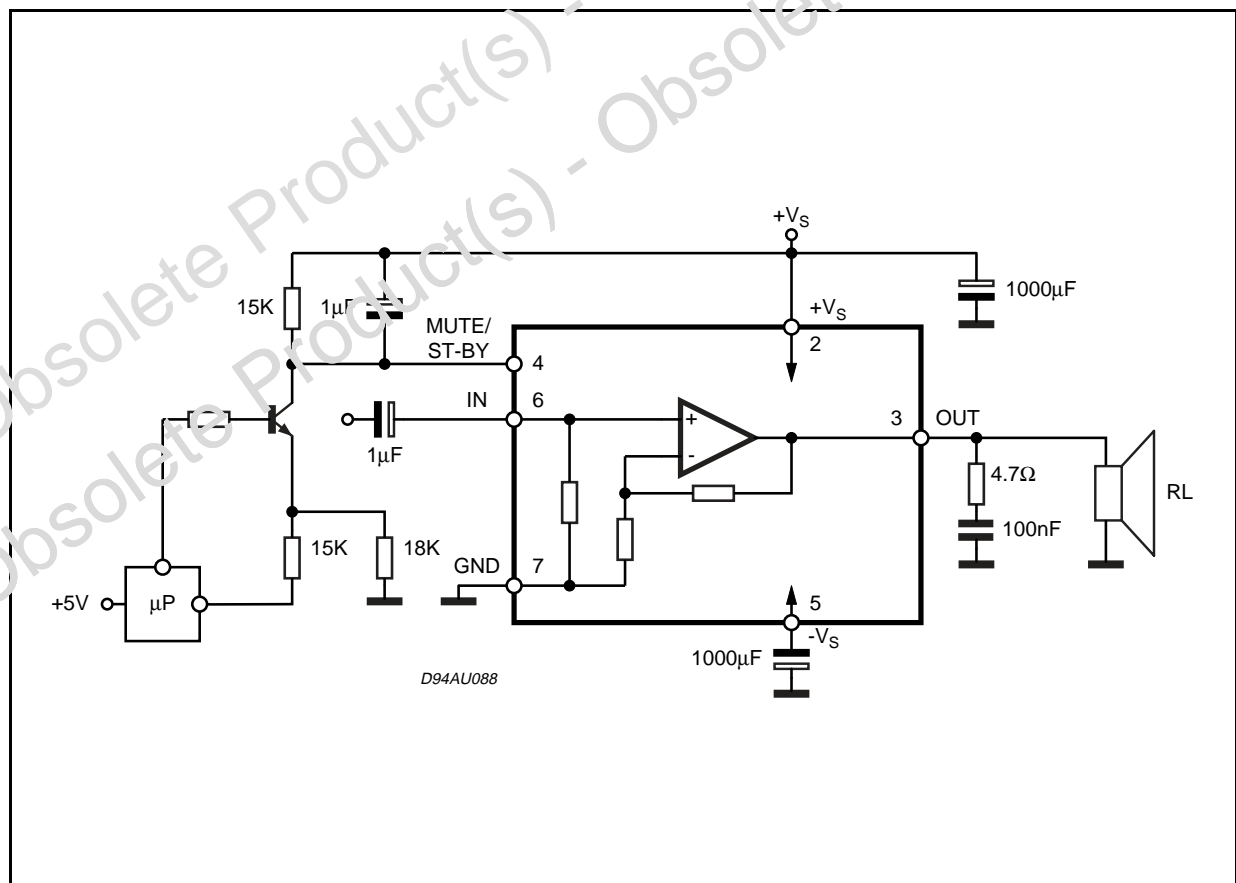 Obsolete Product(s) - Obsolete
Obsolete Product(s) -
+VS
15K
1μF
1000μF
+VS
MUTE/
ST-BY
4
2
IN
6
1μF
+
-
3
OUT
4.7Ω
RL
100nF
15K
18K
GND
7
+5V
μP
5
-VS
1000μF
D94AU088